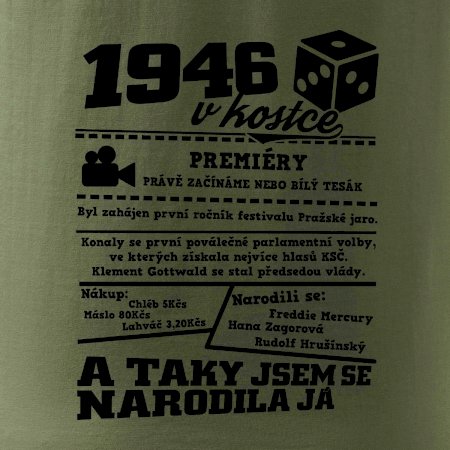 1946
v kostce
PREMIÉRY
PRÁVĚ ZAČÍNÁME NEBO BÍLÝ TESÁK
Byl zahájen první ročník festivalu Pražské jaro.
Konaly se první poválečné parlamentní volby,
ve kterých získala nejvíce hlasů KSČ.
Klement Gottwald se stal předsedou vlády.
Nákup:
Chléb 5Kčs
Máslo 80Kčs
Lahváč 3,20Kčs
Narodili se:
Freddie Mercury
Hana Zagorová
Rudolf Hrušínský
A TAKY JSEM SE
NARODILA JÁ